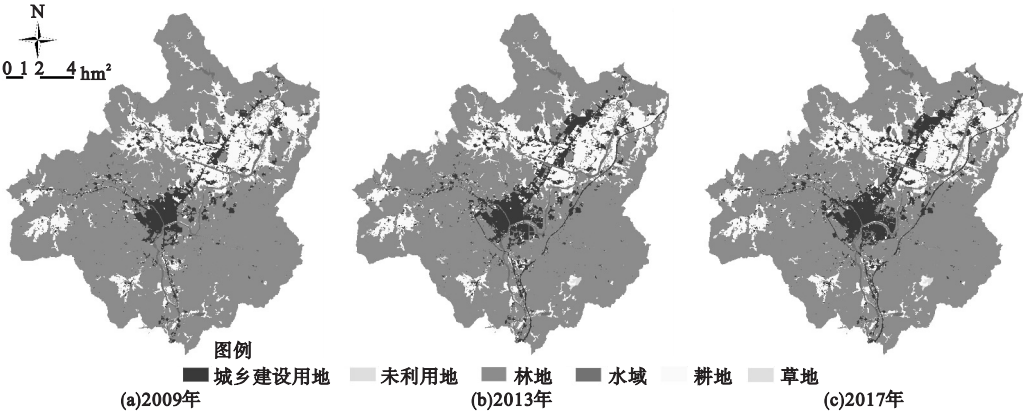 N
0 1 2 4 hm²
图例
城乡建设用地 未利用地 林地 水域 耕地 草地
(a)2009年 (b)2013年 (c)2017年